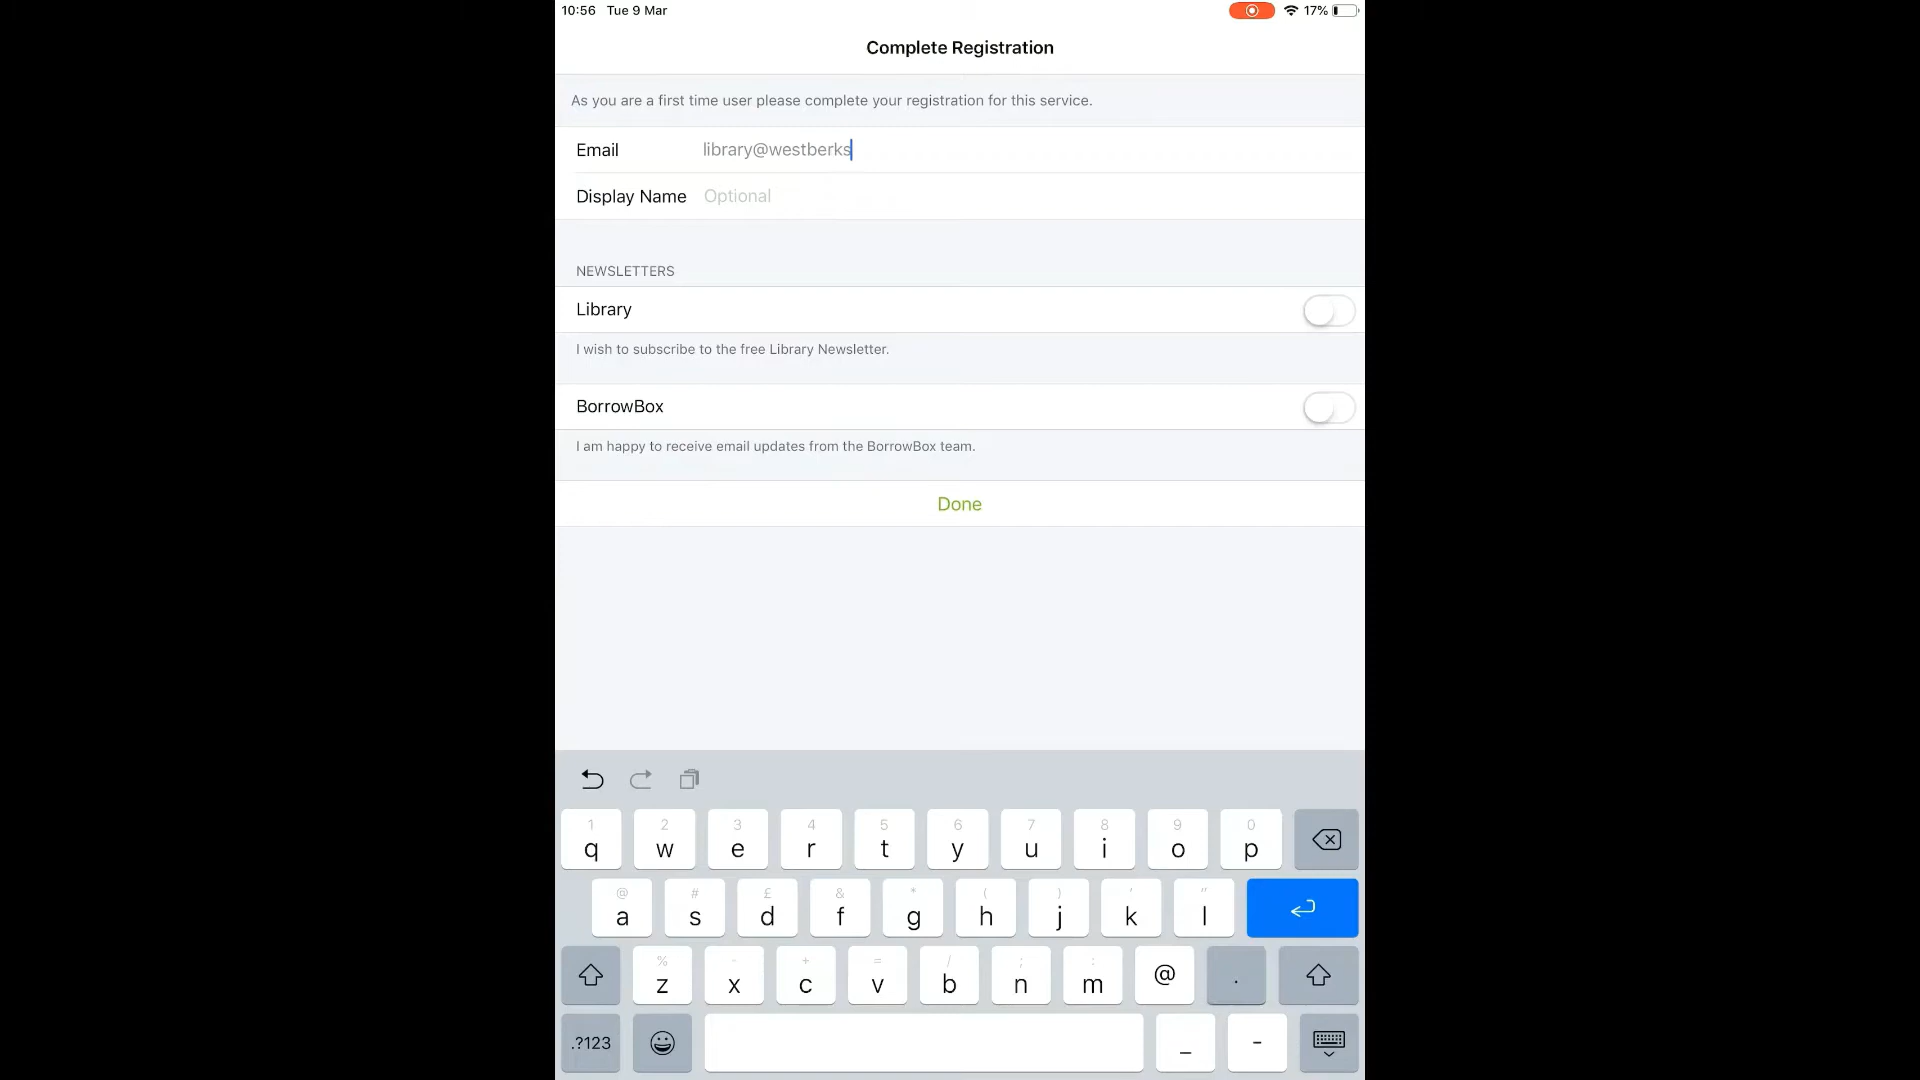 10:56 Tue 9 Mar 17%
Complete Registration
As you are a first time user please complete your registration for this service.
Email library@westberks
Display Name Optional
NEWSLETTERS
Library
I wish to subscribe to the free Library Newsletter.
BorrowBox
I am happy to receive email updates from the BorrowBox team.
Done
1 2 3 4 5 6 7 8 9 0
q w e r t y u i o p
@ # £ & * ( ) ' "
a s d f g h j k l
% - + = / ; :
z x c v b n m @ .
.?123 _ -